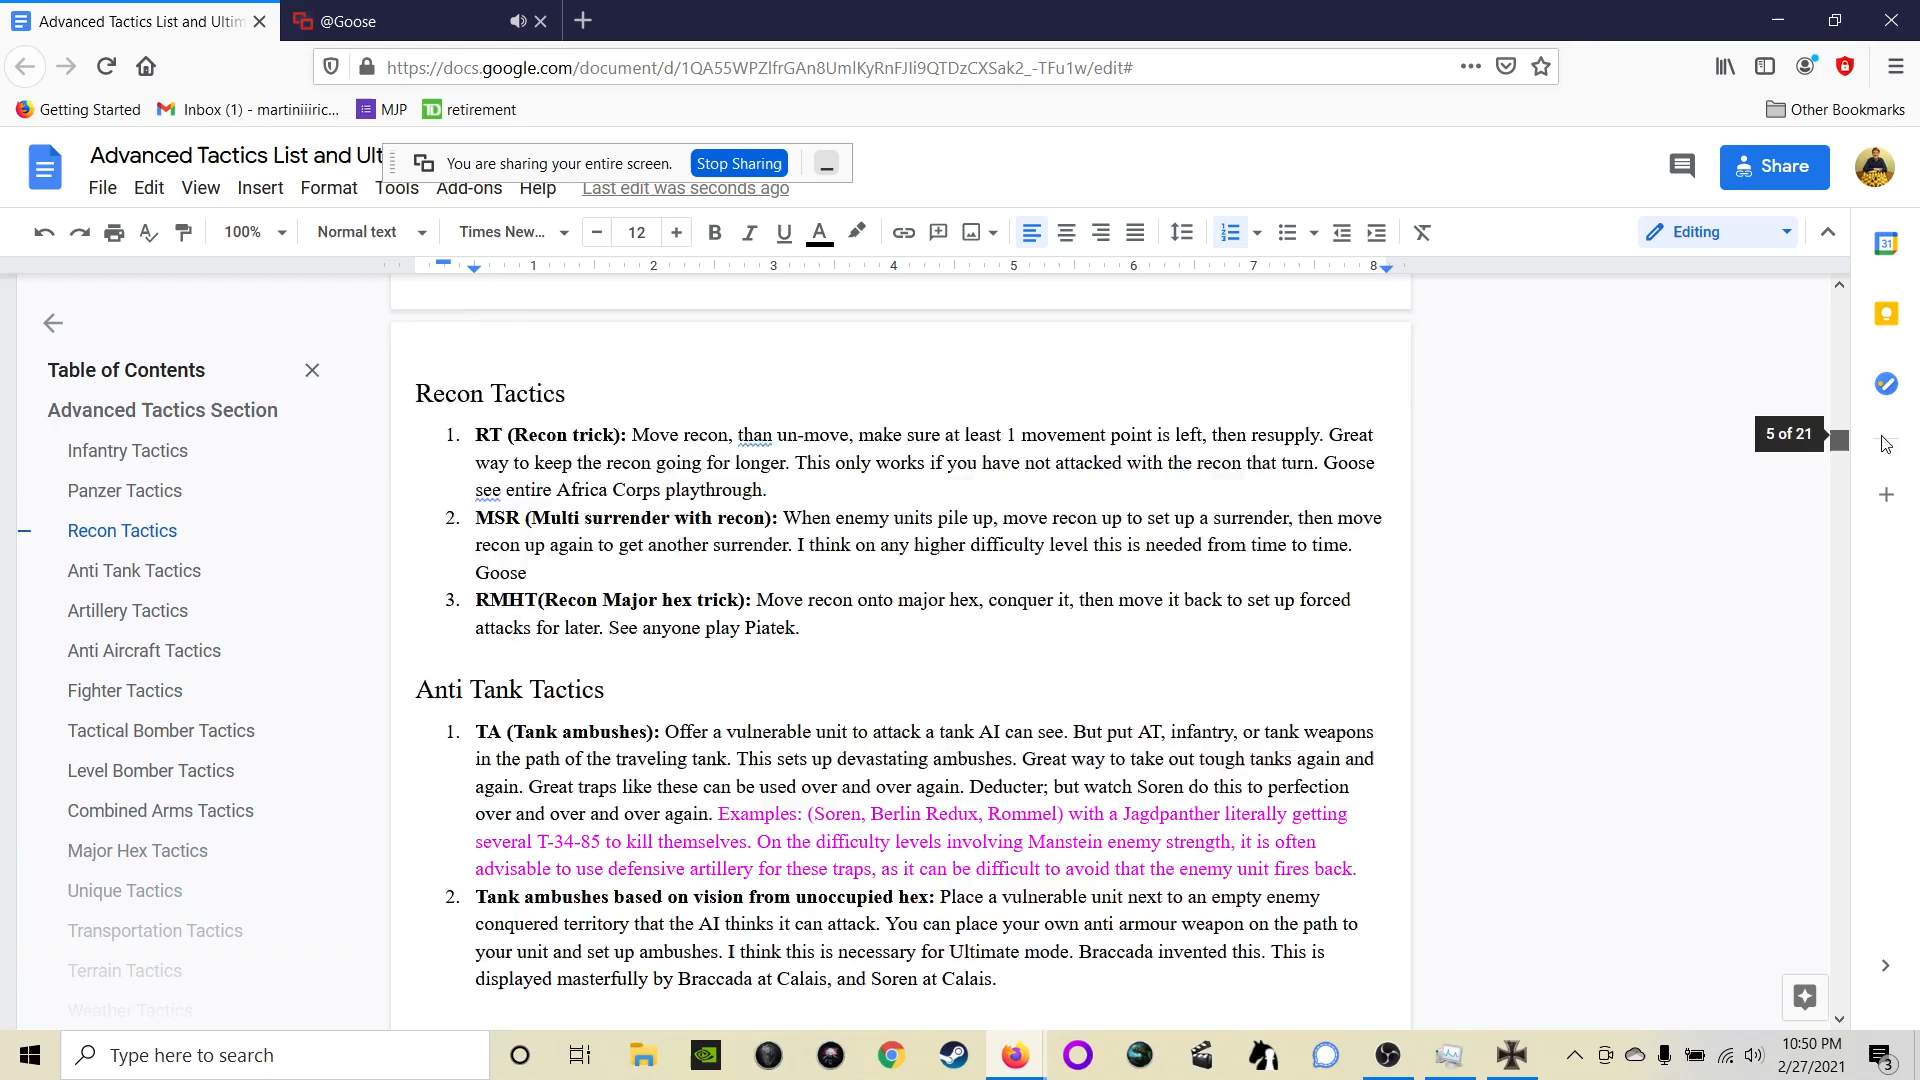 Advanced Tactics List and Ultim
@Goose
https://docs.google.com/document/d/1QA55WPZlfrGAn8UmlKyRnFJli9QTDzCXSak2_-TFu1w/edit#
Getting Started
Inbox (1) - martiniiiric...
MJP
retirement
Other Bookmarks
Advanced Tactics List and Ult
You are sharing your entire screen.
Stop Sharing
Share
File Edit View Insert Format Tools Add-ons Help Last edit was seconds ago
100% Normal text Times New... 12 B I U A Editing
1 2 3 4 5 6 7 8
31
Table of Contents
Advanced Tactics Section
Infantry Tactics
Panzer Tactics
Recon Tactics
Anti Tank Tactics
Artillery Tactics
Anti Aircraft Tactics
Fighter Tactics
Tactical Bomber Tactics
Level Bomber Tactics
Combined Arms Tactics
Major Hex Tactics
Unique Tactics
Transportation Tactics
Terrain Tactics
Weather Tactics
Recon Tactics
1. RT (Recon trick): Move recon, than un-move, make sure at least 1 movement point is left, then resupply. Great
way to keep the recon going for longer. This only works if you have not attacked with the recon that turn. Goose
see entire Africa Corps playthrough.
2. MSR (Multi surrender with recon): When enemy units pile up, move recon up to set up a surrender, then move
recon up again to get another surrender. I think on any higher difficulty level this is needed from time to time.
Goose
3. RMHT(Recon Major hex trick): Move recon onto major hex, conquer it, then move it back to set up forced
attacks for later. See anyone play Piatek.
Anti Tank Tactics
1. TA (Tank ambushes): Offer a vulnerable unit to attack a tank AI can see. But put AT, infantry, or tank weapons
in the path of the traveling tank. This sets up devastating ambushes. Great way to take out tough tanks again and
again. Great traps like these can be used over and over again. Deducter; but watch Soren do this to perfection
over and over and over again. Examples: (Soren, Berlin Redux, Rommel) with a Jagdpanther literally getting
several T-34-85 to kill themselves. On the difficulty levels involving Manstein enemy strength, it is often
advisable to use defensive artillery for these traps, as it can be difficult to avoid that the enemy unit fires back.
2. Tank ambushes based on vision from unoccupied hex: Place a vulnerable unit next to an empty enemy
conquered territory that the AI thinks it can attack. You can place your own anti armour weapon on the path to
your unit and set up ambushes. I think this is necessary for Ultimate mode. Braccada invented this. This is
displayed masterfully by Braccada at Calais, and Soren at Calais.
5 of 21
Type here to search
10:50 PM
2/27/2021
3